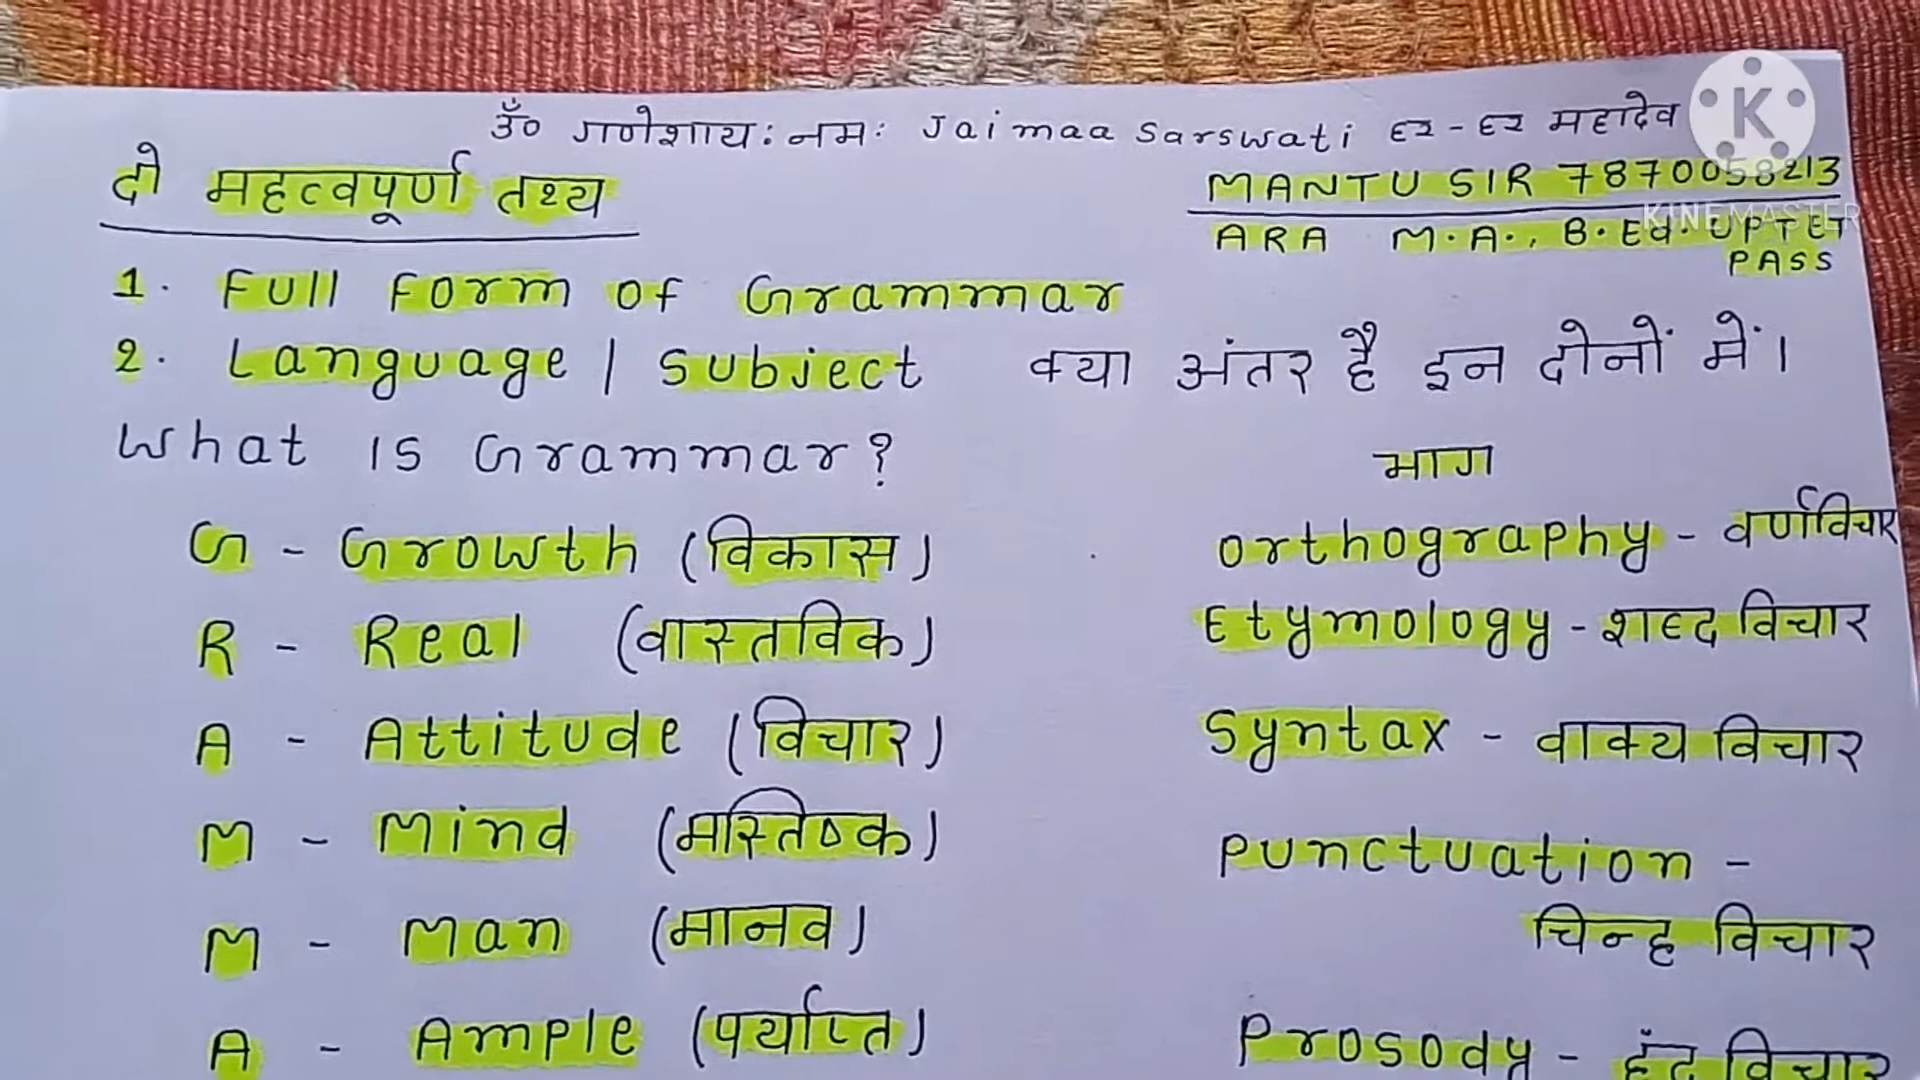 ॐ गणेशाय: नम: Jai maa Sarswati हर-हर महादेव
K
दो महत्वपूर्ण तथ्य
MANTU SIR 7870058213
KINEMASTER
ARA M.A., B.Ed. UPTET
PASS
1. Full Form Of Grammar
2. Language / Subject क्या अंतर है इन दोनों में।
What is Grammar?
भाग
G - Growth (विकास)
Orthography - वर्णविचार
R - Real (वास्तविक)
Etymology - शब्द विचार
A - Attitude (विचार)
Syntax - वाक्य विचार
M - Mind (मस्तिष्क)
Punctuation -
चिन्ह विचार
M - Man (मानव)
A - Ample (पर्याप्त)
Prosody - छंद विचार